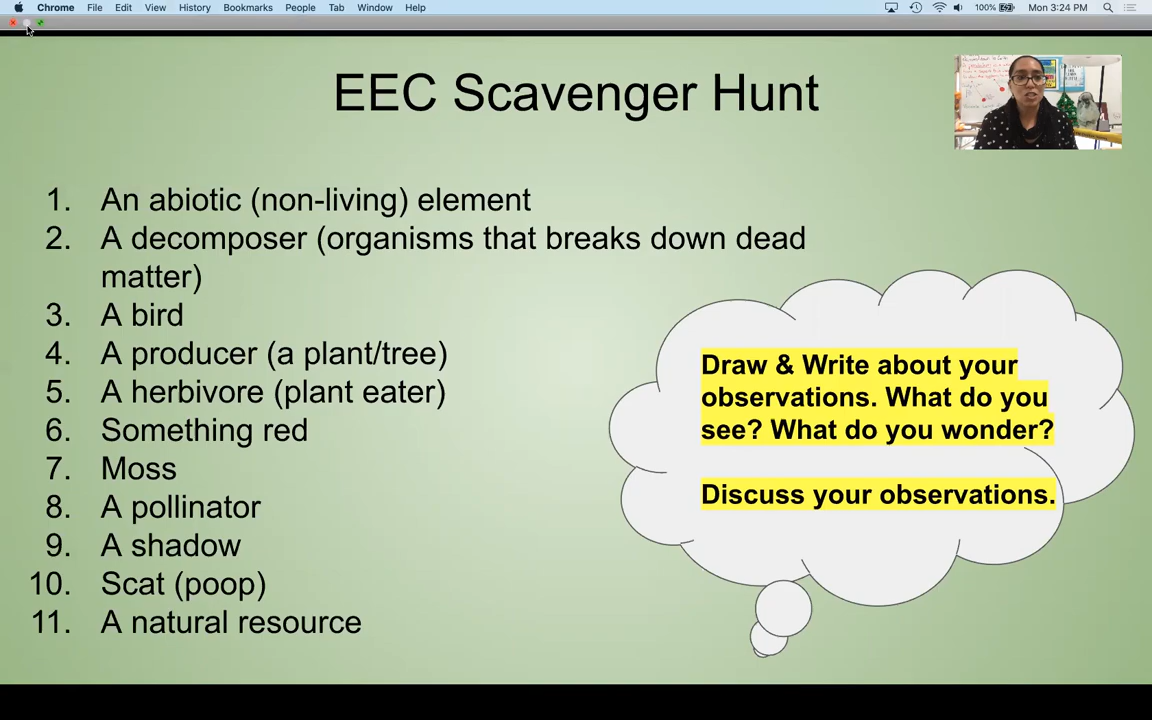 Chrome File Edit View History Bookmarks People Tab Window Help 100% Mon 3:24 PM
EEC Scavenger Hunt
1. An abiotic (non-living) element
2. A decomposer (organisms that breaks down dead
matter)
3. A bird
4. A producer (a plant/tree)
5. A herbivore (plant eater)
6. Something red
7. Moss
8. A pollinator
9. A shadow
10. Scat (poop)
11. A natural resource
Draw & Write about your
observations. What do you
see? What do you wonder?
Discuss your observations.